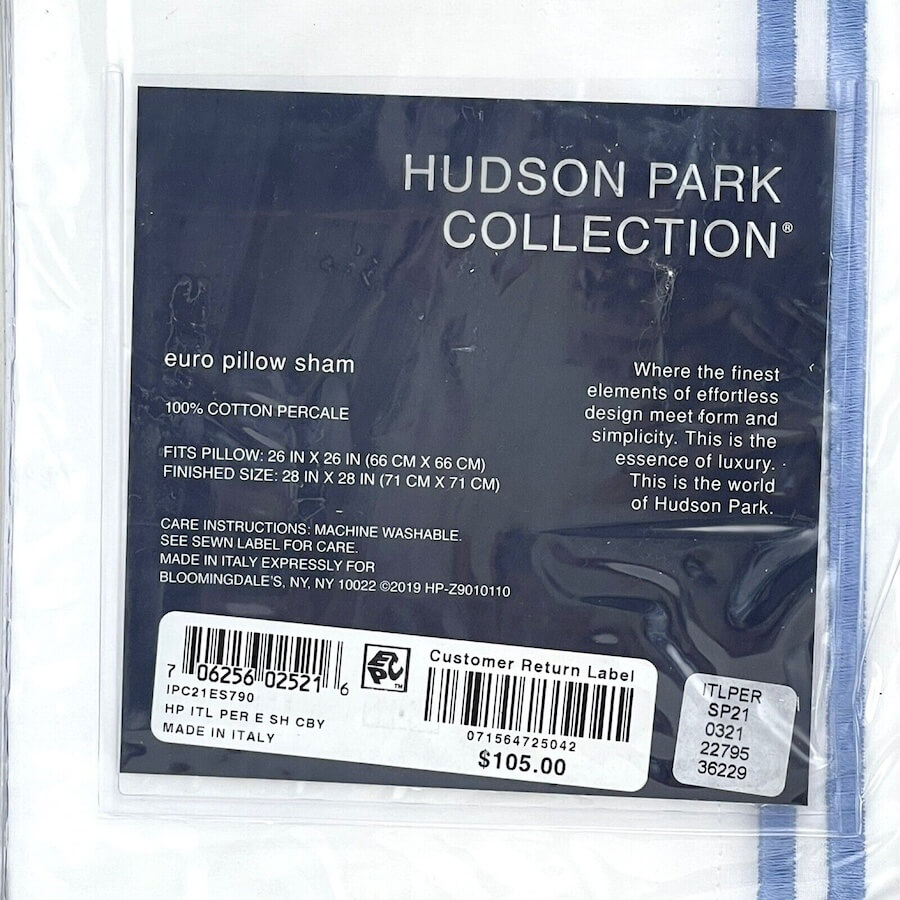 HUDSON PARK
COLLECTION®
euro pillow sham
100% COTTON PERCALE
FITS PILLOW: 26 IN X 26 IN (66 CM X 66 CM)
FINISHED SIZE: 28 IN X 28 IN (71 CM X 71 CM)
CARE INSTRUCTIONS: MACHINE WASHABLE.
SEE SEWN LABEL FOR CARE.
MADE IN ITALY EXPRESSLY FOR
BLOOMINGDALE'S, NY, NY 10022 ©2019 HP-Z9010110
Where the finest
elements of effortless
design meet form and
simplicity. This is the
essence of luxury.
This is the world
of Hudson Park.
7 06256 02521 6
IPC21ES790
HP ITL PER E SH CBY
MADE IN ITALY
EPC™
Customer Return Label
071564725042
$105.00
ITLPER
SP21
0321
22795
36229